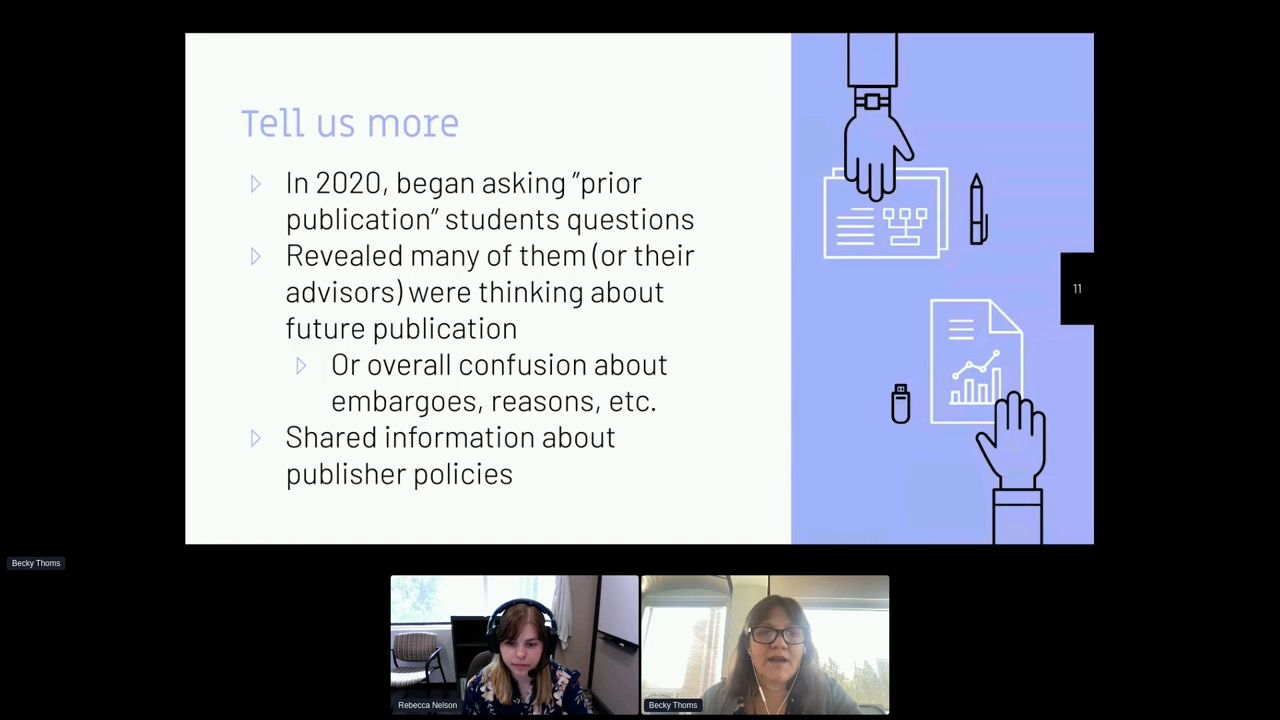 Tell us more
In 2020, began asking "prior
publication" students questions
Revealed many of them (or their
advisors) were thinking about
future publication
Or overall confusion about
embargoes, reasons, etc.
Shared information about
publisher policies
11
Becky Thoms
Rebecca Nelson
Becky Thoms